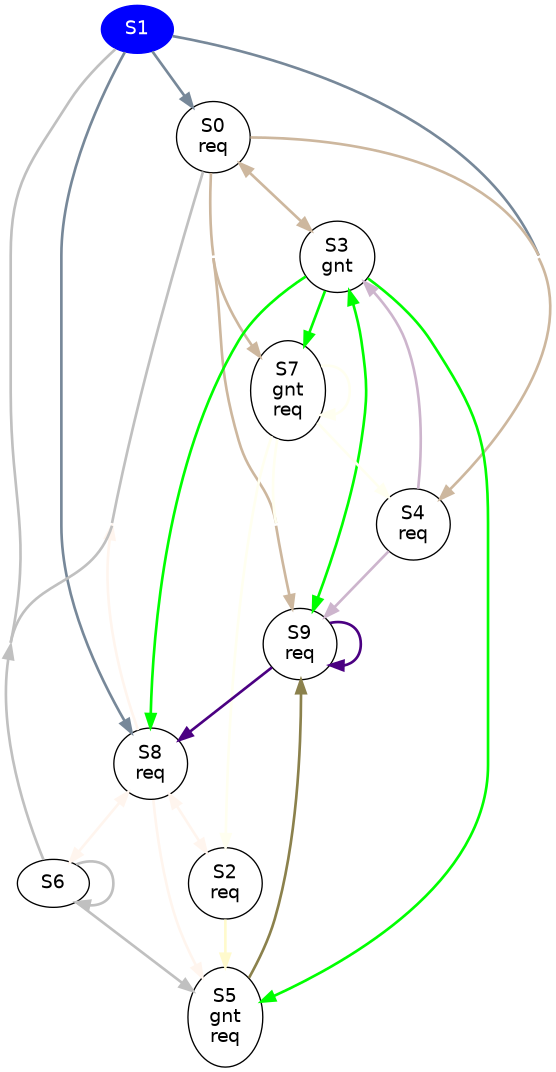 S1
S0
req
S3
gnt
S7
gnt
req
S4
req
S9
req
S8
req
S6
S2
req
S5
gnt
req